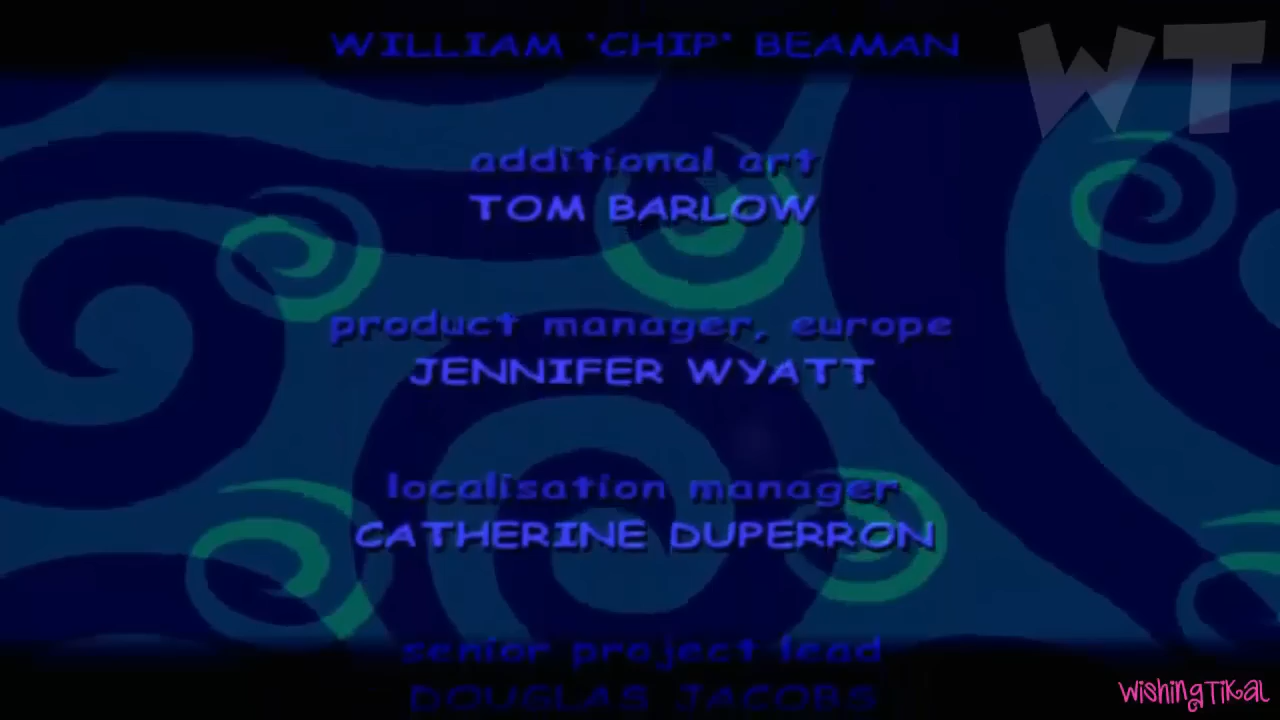 WILLIAM 'CHIP' BEAMAN
WT
additional art
TOM BARLOW
product manager, europe
JENNIFER WYATT
localisation manager
CATHERINE DUPERRON
senior project lead
DOUGLAS JACOBS
WishingTikal